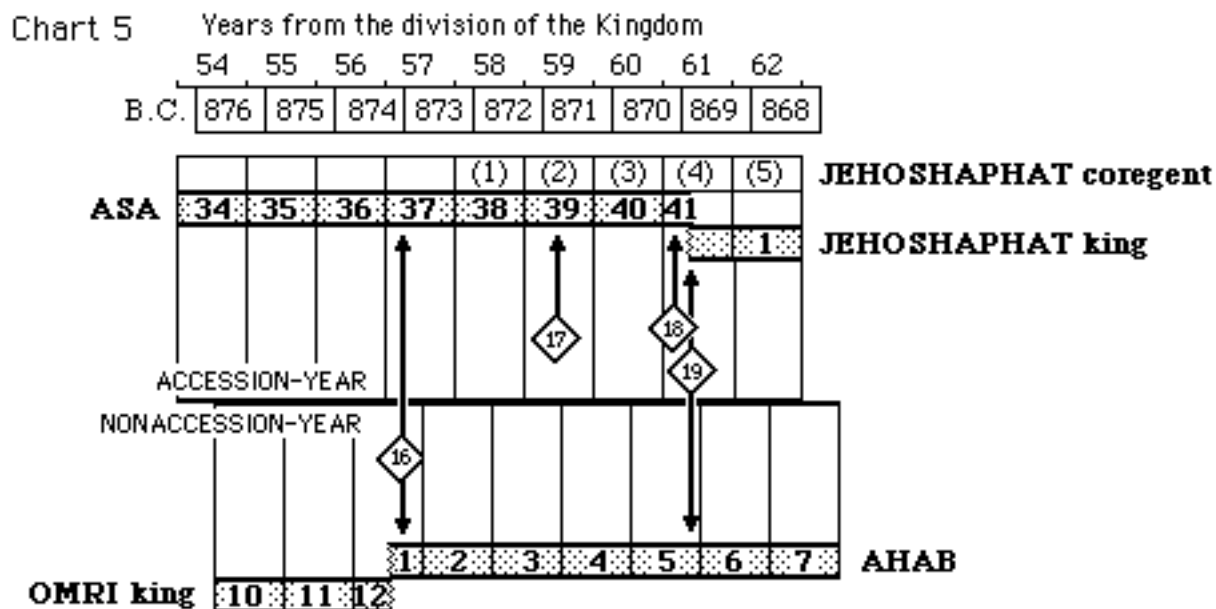 Chart 5 Years from the division of the Kingdom
54 55 56 57 58 59 60 61 62
B.C. 876 875 874 873 872 871 870 869 868
(1) (2) (3) (4) (5) JEHOSHAPHAT coregent
ASA 34 35 36 37 38 39 40 41
1 JEHOSHAPHAT king
17 18
19
ACCESSION-YEAR
NONACCESSION-YEAR
16
1 2 3 4 5 6 7 AHAB
OMRI king 10 11 12